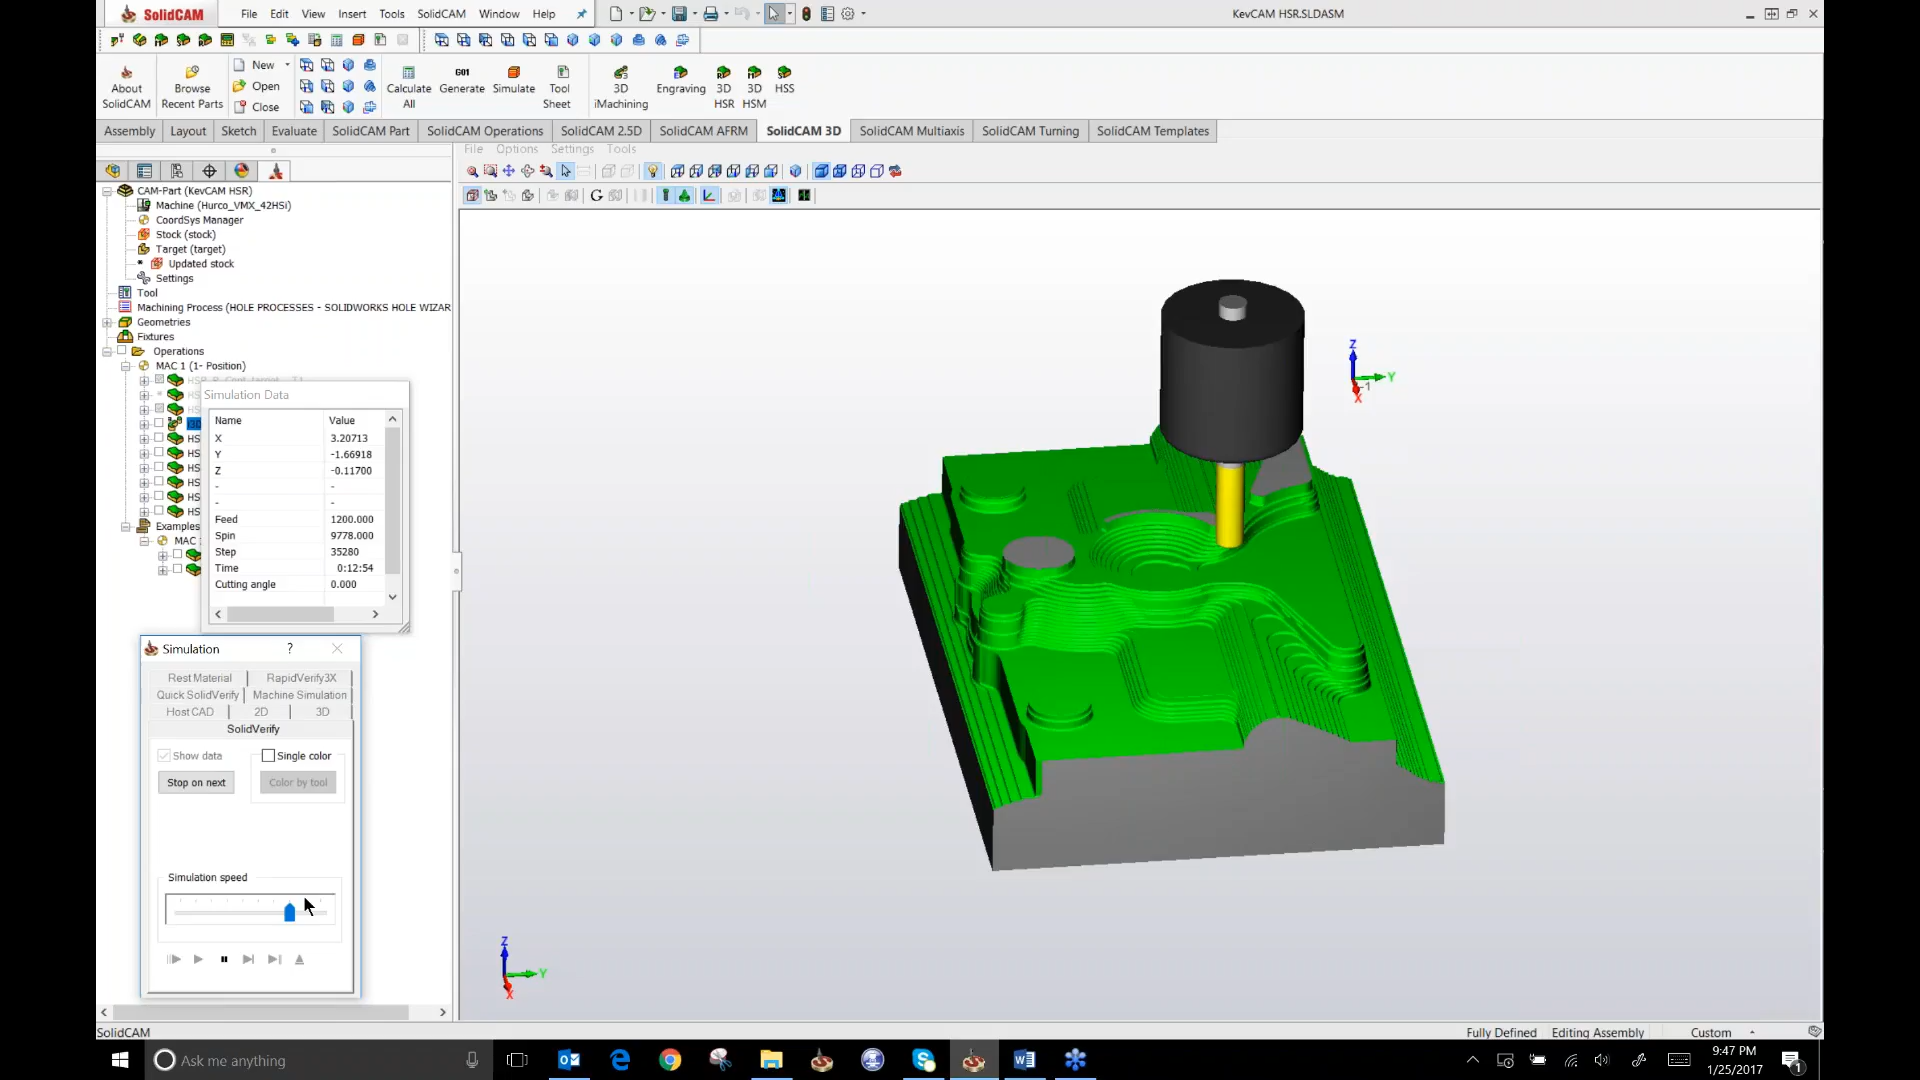 SolidCAM File Edit View Insert Tools SolidCAM Window Help KevCAM HSR.SLDASM
New
Open
Close
About SolidCAM
Browse Recent Parts
Calculate All
G01
Generate
Simulate
Tool Sheet
3D iMachining
Engraving
3D HSR
3D HSM
HSS
Assembly Layout Sketch Evaluate SolidCAM Part SolidCAM Operations SolidCAM 2.5D SolidCAM AFRM SolidCAM 3D SolidCAM Multiaxis SolidCAM Turning SolidCAM Templates
File Options Settings Tools
CAM-Part (KevCAM HSR)
Machine (Hurco_VMX_42HSi)
CoordSys Manager
Stock (stock)
Target (target)
Updated stock
Settings
Tool
Machining Process (HOLE PROCESSES - SOLIDWORKS HOLE WIZAR
Geometries
Fixtures
Operations
MAC 1 (1- Position)
HS
HS
HS
HS
HS
HS
Examples
MAC
Simulation Data
Name Value
X 3.20713
Y -1.66918
Z -0.11700
- -
- -
Feed 1200.000
Spin 9778.000
Step 35280
Time 0:12:54
Cutting angle 0.000
Simulation ?
Rest Material RapidVerify3X
Quick SolidVerify Machine Simulation
Host CAD 2D 3D
SolidVerify
Show data Single color
Stop on next Color by tool
Simulation speed
Z
Y
X
1
Z
Y
X
SolidCAM Fully Defined Editing Assembly Custom
Ask me anything
9:47 PM
1/25/2017
1